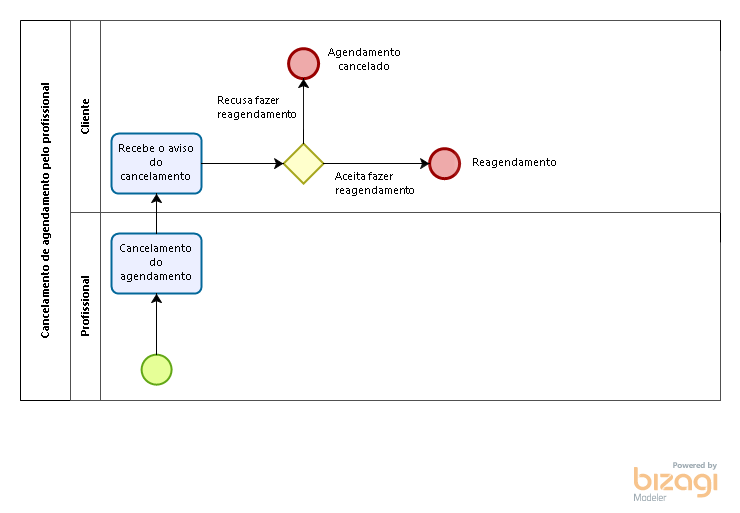 Cancelamento de agendamento pelo profissional
Cliente
Agendamento
cancelado
Recusa fazer
reagendamento
Recebe o aviso
do
cancelamento
Reagendamento
Aceita fazer
reagendamento
Profissional
Cancelamento
do
agendamento
Powered by
bizagi
Modeler